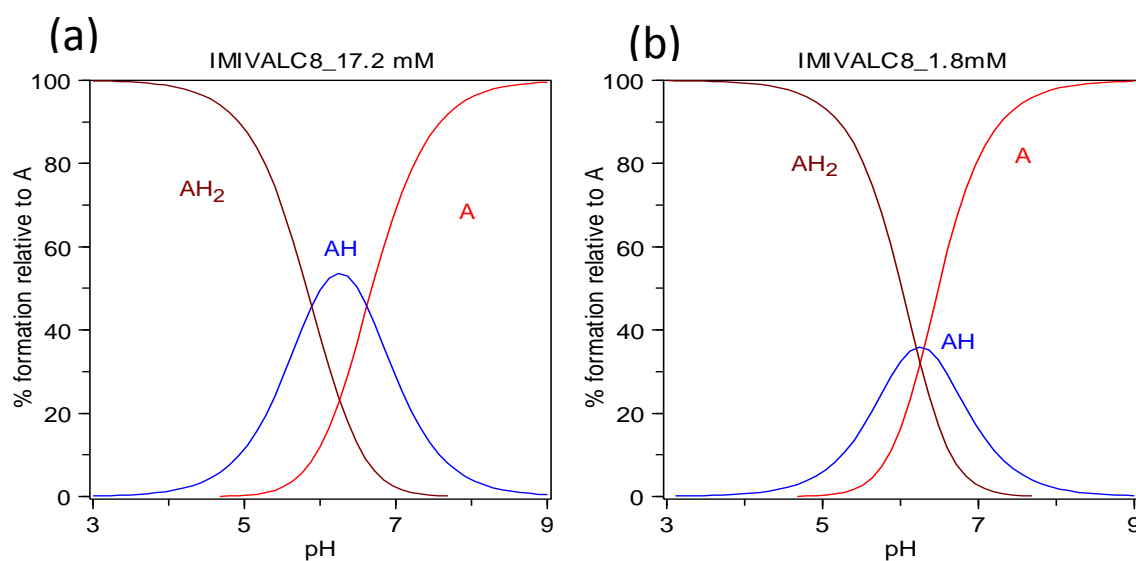 (a)
IMIVALC8_17.2 mM
% formation relative to A
100
80
60
40
20
0
AH2
AH
A
3
5
7
9
pH
(b)
IMIVALC8_1.8mM
% formation relative to A
100
80
60
40
20
0
AH2
A
AH
3
5
7
9
pH